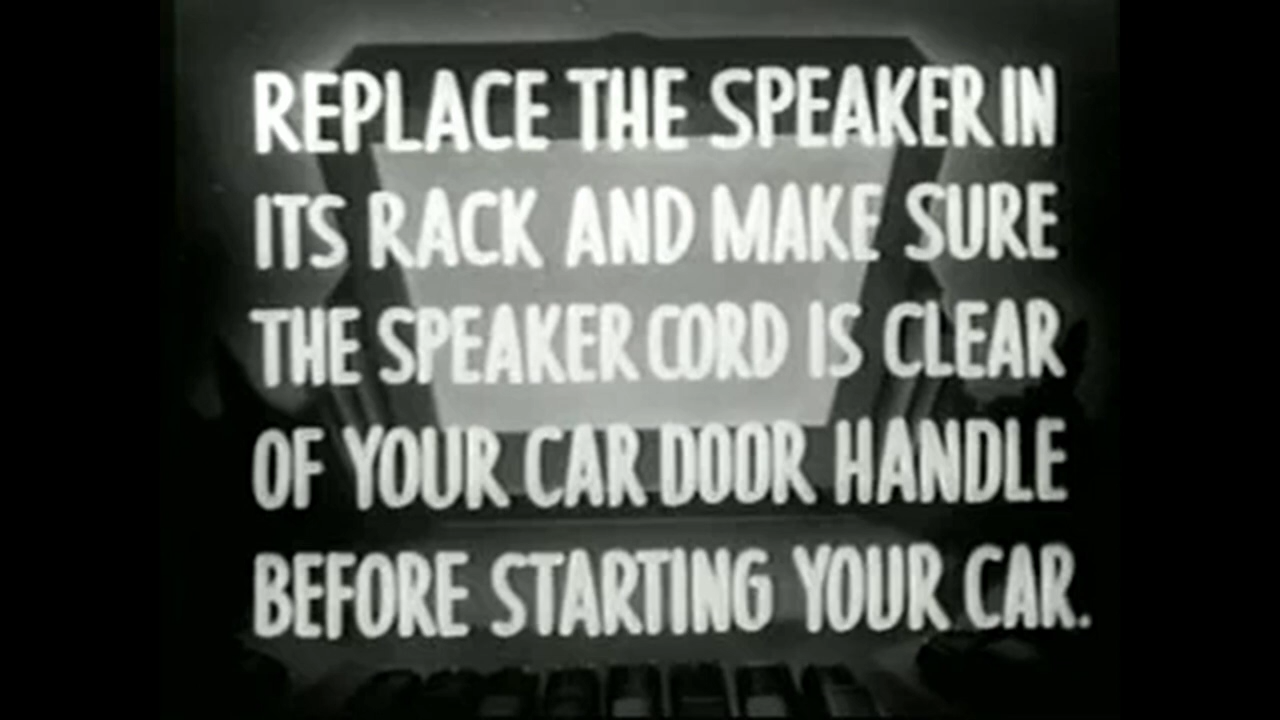 REPLACE THE SPEAKER IN
ITS RACK AND MAKE SURE
THE SPEAKER CORD IS CLEAR
OF YOUR CAR DOOR HANDLE
BEFORE STARTING YOUR CAR.